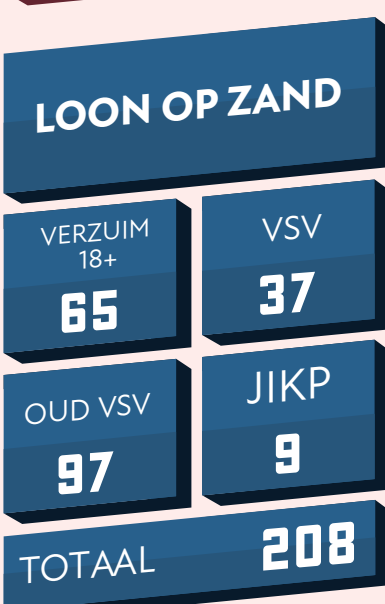 LOON OP ZAND
VERZUIM
18+
65
VSV
37
OUD VSV
97
JIKP
9
TOTAAL 208